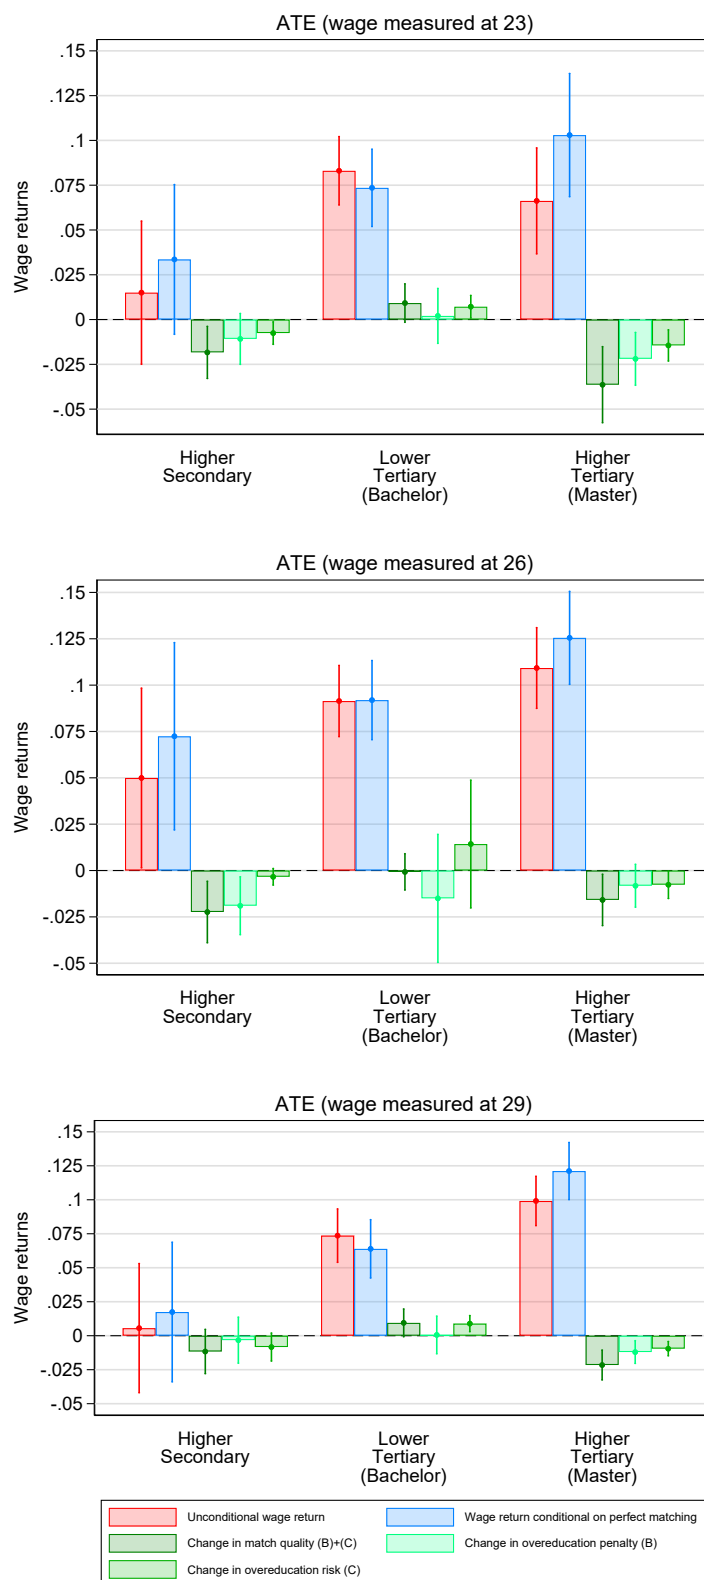 ATE (wage measured at 23)
Wage returns
.15
.125
.1
.075
.05
.025
0
-.025
-.05
Higher
Secondary
Lower
Tertiary
(Bachelor)
Higher
Tertiary
(Master)
ATE (wage measured at 26)
Wage returns
.15
.125
.1
.075
.05
.025
0
-.025
-.05
Higher
Secondary
Lower
Tertiary
(Bachelor)
Higher
Tertiary
(Master)
ATE (wage measured at 29)
Wage returns
.15
.125
.1
.075
.05
.025
0
-.025
-.05
Higher
Secondary
Lower
Tertiary
(Bachelor)
Higher
Tertiary
(Master)
Unconditional wage return
Wage return conditional on perfect matching
Change in match quality (B)+(C)
Change in overeducation penalty (B)
Change in overeducation risk (C)